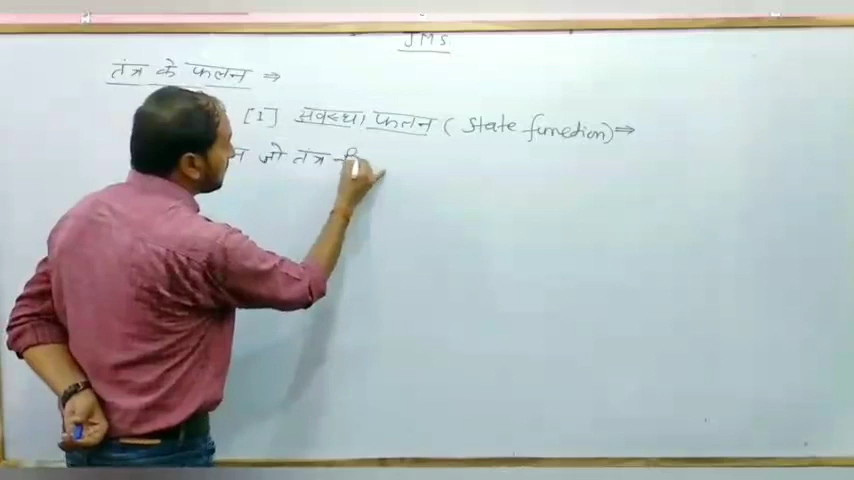 JMS.
तंत्र के फलन ⇒
[1] अवस्था फलन ( State function) ⇒
जो तंत्र